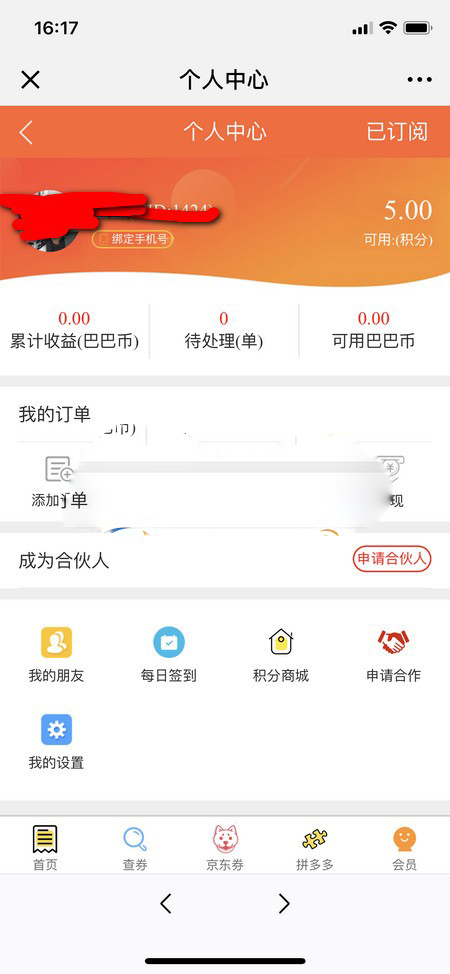 16:17
个人中心
个人中心
已订阅
5.00
绑定手机号
可用:(积分)
0.00
0
0.00
累计收益(巴巴币)
待处理(单)
可用巴巴币
我的订单
添加订单
现
成为合伙人
申请合伙人
我的朋友
每日签到
积分商城
申请合作
我的设置
首页
查券
京东券
拼多多
会员